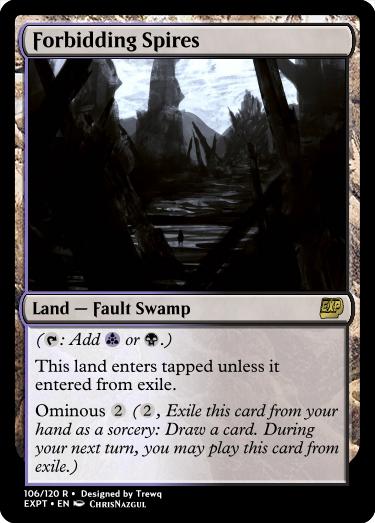 Forbidding Spires
Land — Fault Swamp
EXP
(T: Add or .)
This land enters tapped unless it
entered from exile.
Ominous 2 (2, Exile this card from your
hand as a sorcery: Draw a card. During
your next turn, you may play this card from
exile.)
106/120 R • Designed by Trewq
EXPT • EN ChrisNazgul